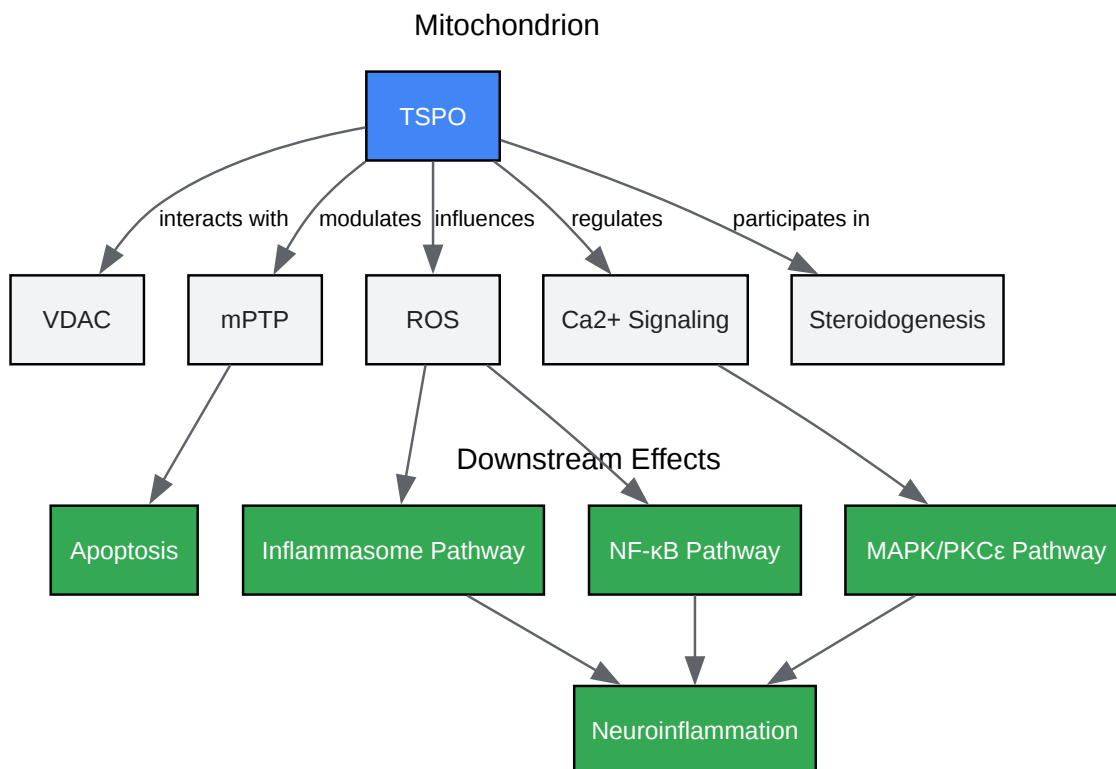 Mitochondrion
TSPO
interacts with
modulates
influences
regulates
participates in
VDAC
mPTP
ROS
Ca2+ Signaling
Steroidogenesis
Downstream Effects
Apoptosis
Inflammasome Pathway
NF-κB Pathway
MAPK/PKCε Pathway
Neuroinflammation